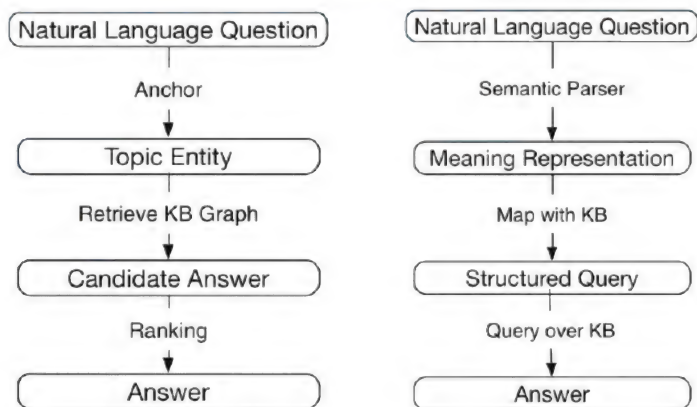 Natural Language Question
Anchor
Topic Entity
Retrieve KB Graph
Candidate Answer
Ranking
Answer
Natural Language Question
Semantic Parser
Meaning Representation
Map with KB
Structured Query
Query over KB
Answer